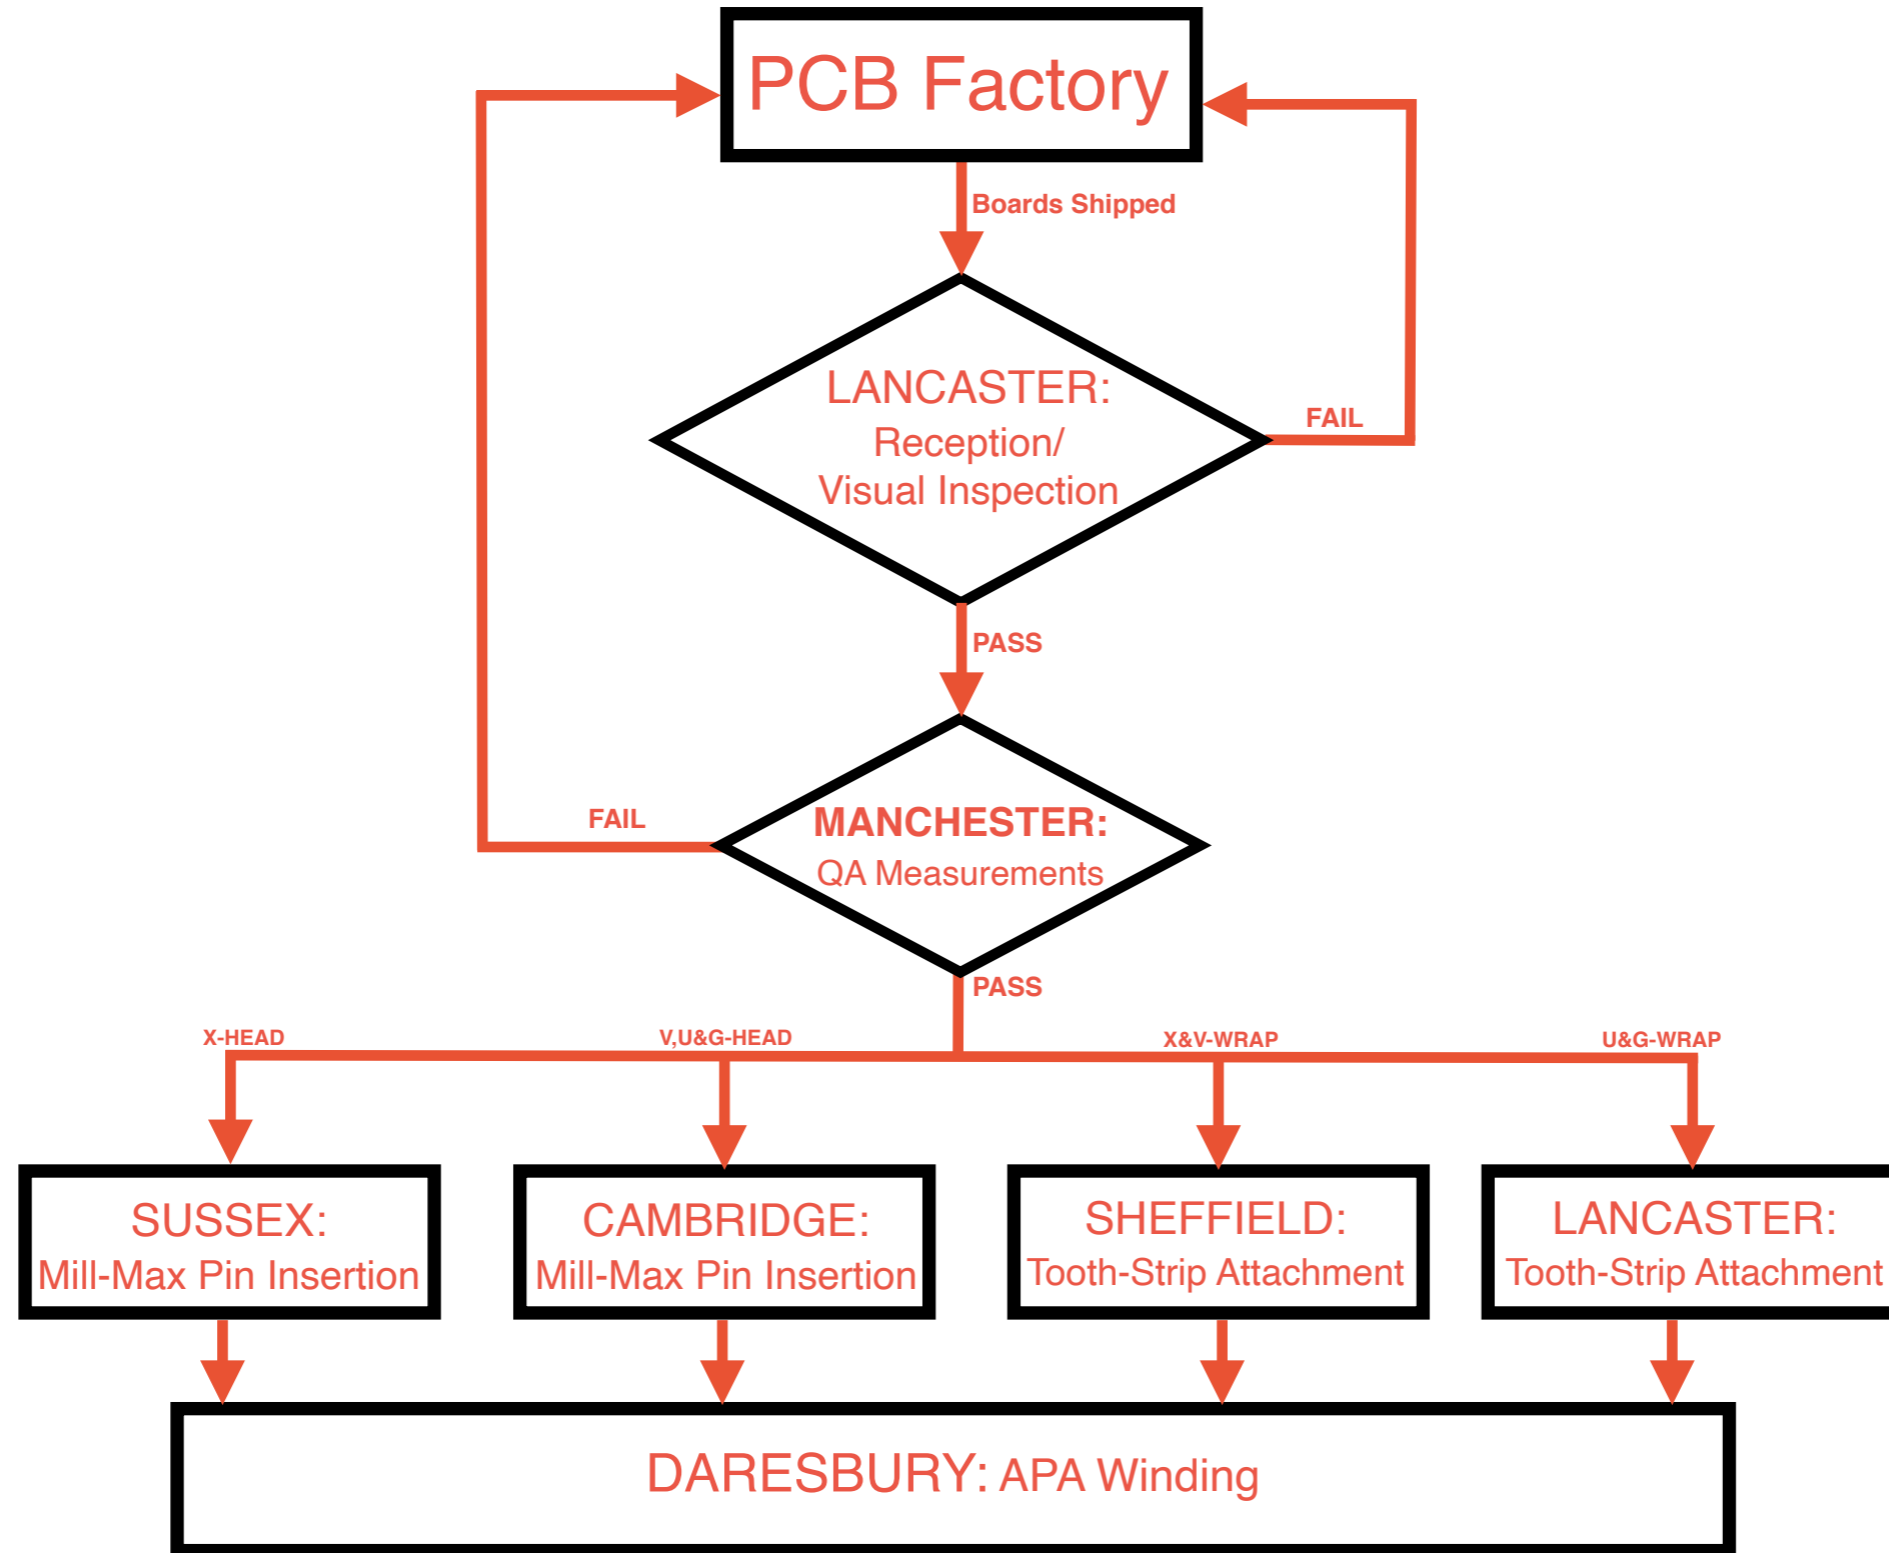 PCB Factory
Boards Shipped
LANCASTER:
Reception/
Visual Inspection
FAIL
PASS
FAIL
MANCHESTER:
QA Measurements
PASS
X-HEAD
V,U&G-HEAD
X&V-WRAP
U&G-WRAP
SUSSEX:
Mill-Max Pin Insertion
CAMBRIDGE:
Mill-Max Pin Insertion
SHEFFIELD:
Tooth-Strip Attachment
LANCASTER:
Tooth-Strip Attachment
DARESBURY: APA Winding